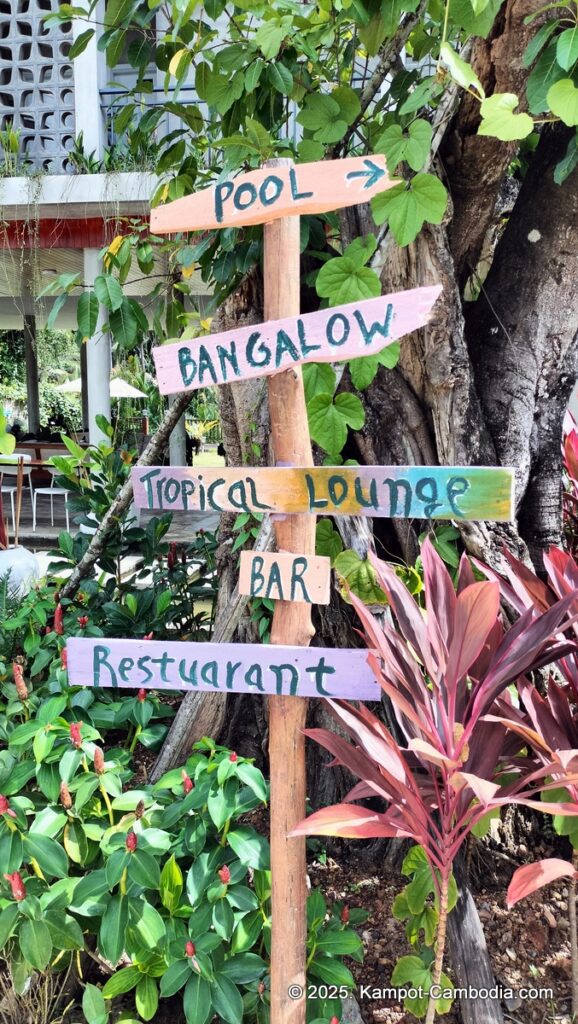 POOL →
BANGALOW
Tropical Lounge
BAR
Restuarant
© 2025. Kampot-Cambodia.com